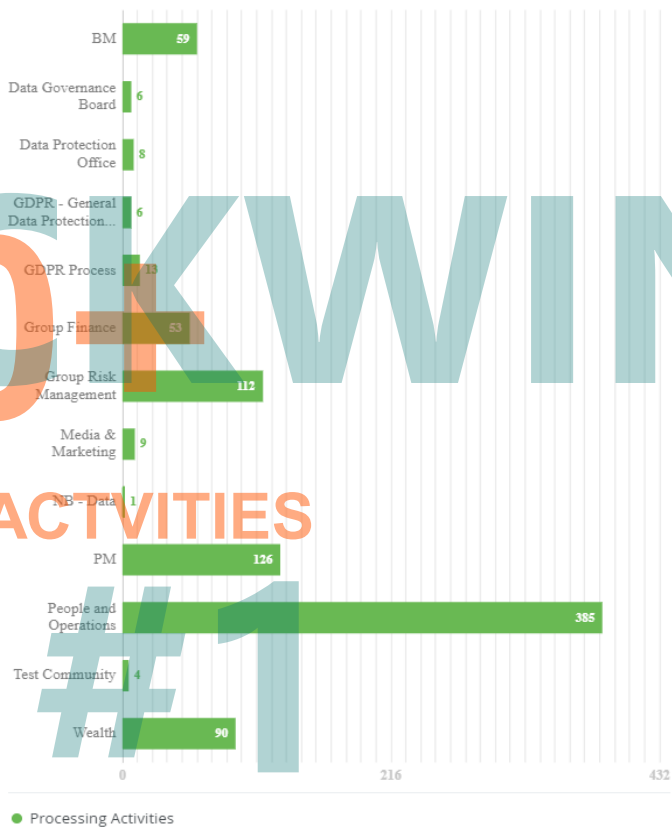 BM
59
Data Governance
Board
6
Data Protection
Office
8
GDPR - General
Data Protection...
6
GDPR Process
13
Group Finance
53
Group Risk
Management
112
Media &
Marketing
9
NB - Data
1
ACTVITIES
PM
126
People and
Operations
385
#1
Test Community
4
Wealth
90
0
216
432
Processing Activities